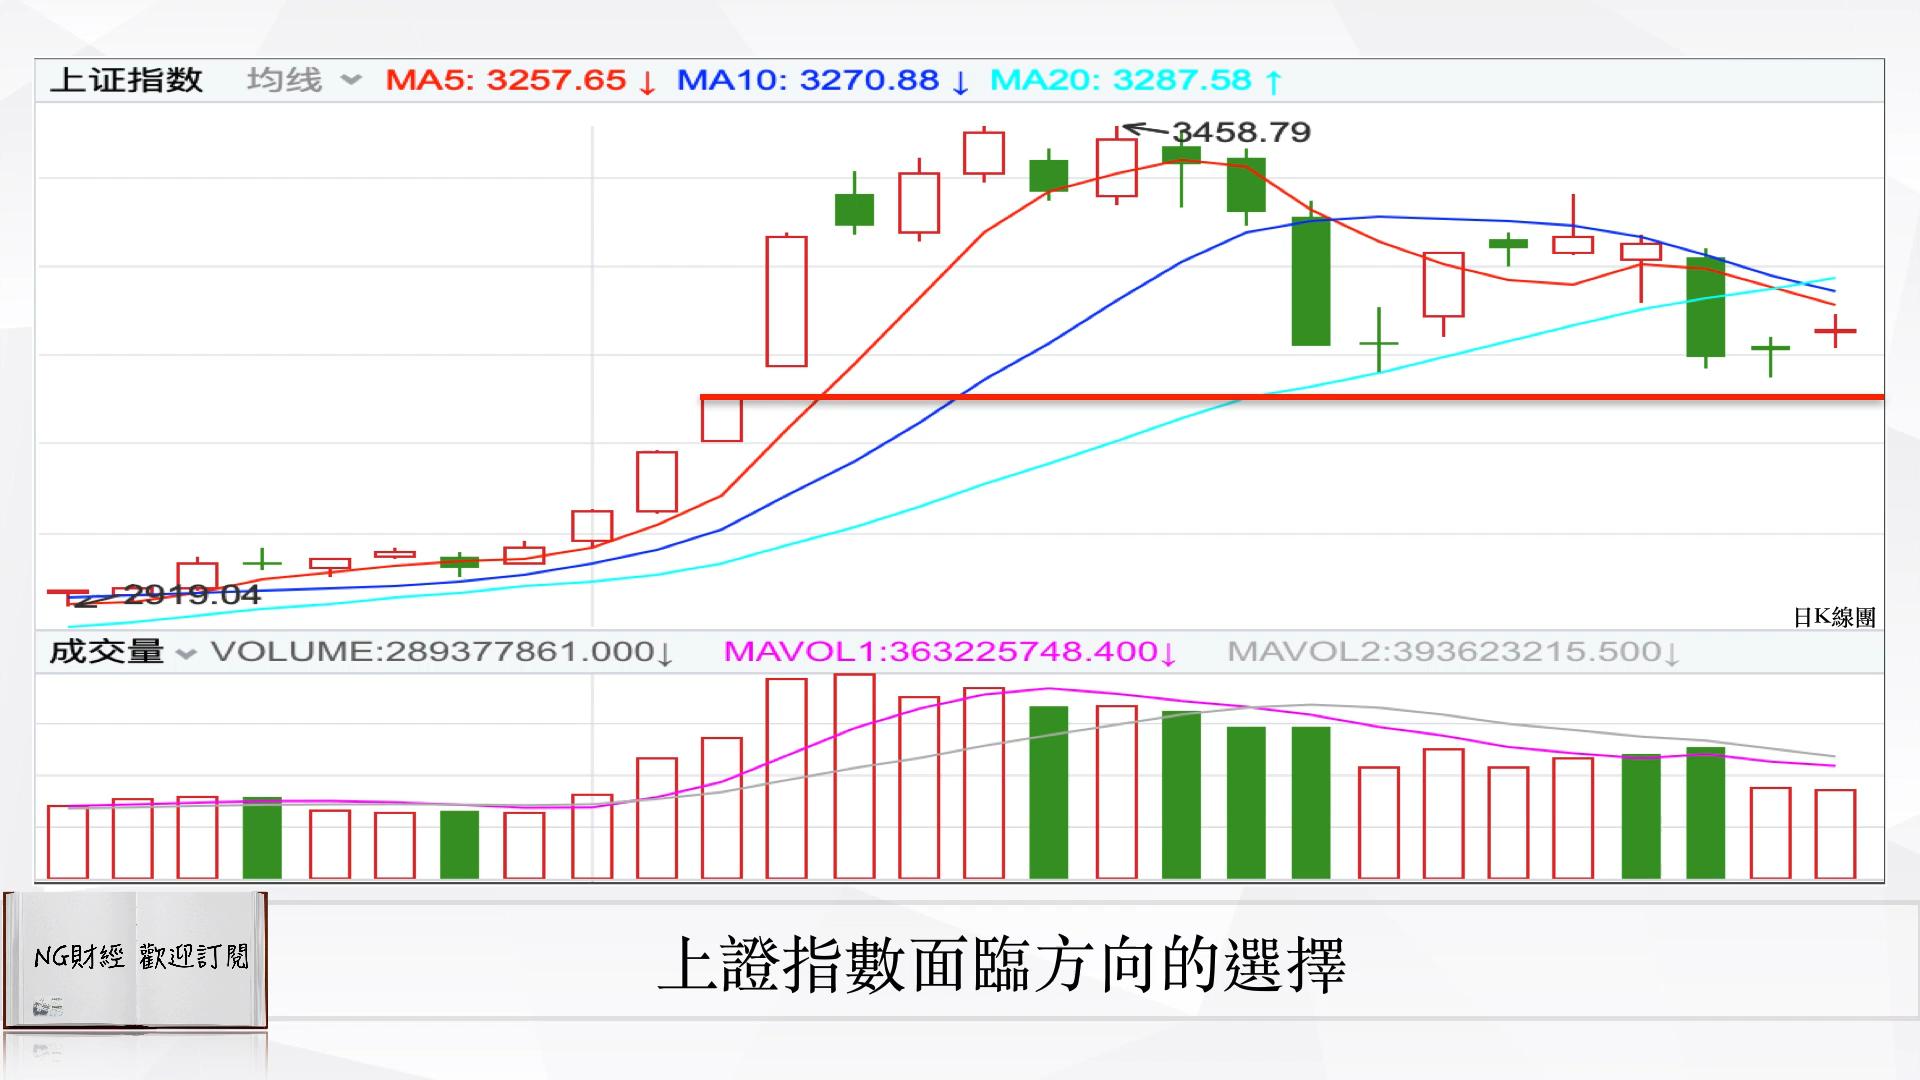 上证指数 均线 MA5: 3257.65 ↓ MA10: 3270.88 ↓ MA20: 3287.58 ↑
3458.79
2919.04
日K線圖
成交量 VOLUME:289377861.000↓ MAVOL1:363225748.400↓ MAVOL2:393623215.500↓
NG財經 歡迎訂閱
上證指數面臨方向的選擇